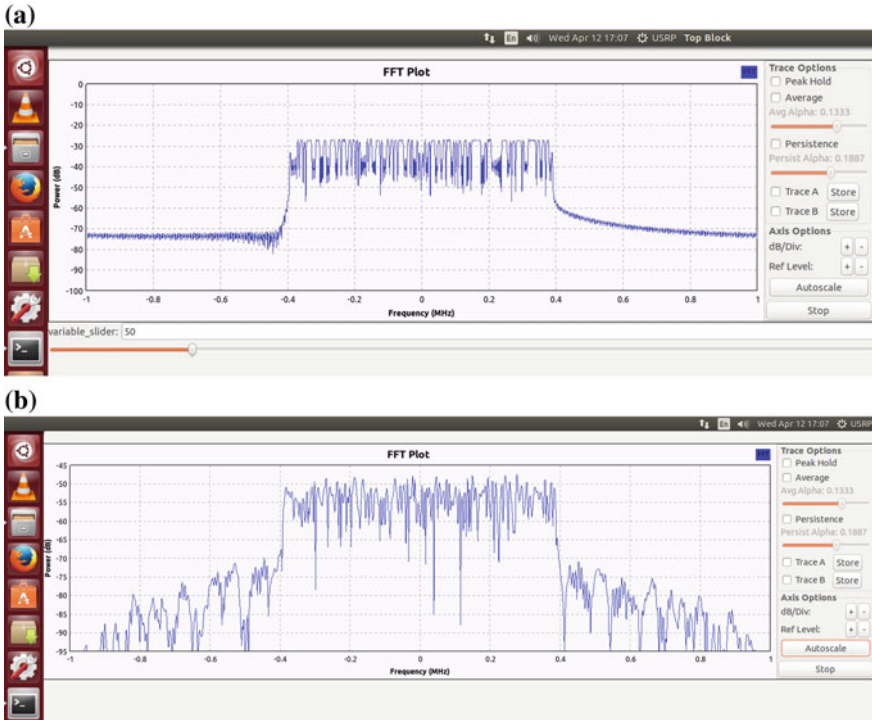 (a)
En Wed Apr 12 17:07 USRP Top Block
FFT Plot
FFT
Power (dB)
0
-10
-20
-30
-40
-50
-60
-70
-80
-90
-100
-1 -0.8 -0.6 -0.4 -0.2 0 0.2 0.4 0.6 0.8 1
Frequency (MHz)
Trace Options
Peak Hold
Average
Avg Alpha: 0.1333
Persistence
Persist Alpha: 0.1887
Trace A Store
Trace B Store
Axis Options
dB/Div: + -
Ref Level: + -
Autoscale
Stop
variable_slider: 50
(b)
En Wed Apr 12 17:07 USRP
FFT Plot
FFT
Power (dB)
-45
-50
-55
-60
-65
-70
-75
-80
-85
-90
-95
-1 -0.8 -0.6 -0.4 -0.2 0 0.2 0.4 0.6 0.8 1
Frequency (MHz)
Trace Options
Peak Hold
Average
Avg Alpha: 0.1333
Persistence
Persist Alpha: 0.1887
Trace A Store
Trace B Store
Axis Options
dB/Div: + -
Ref Level: + -
Autoscale
Stop